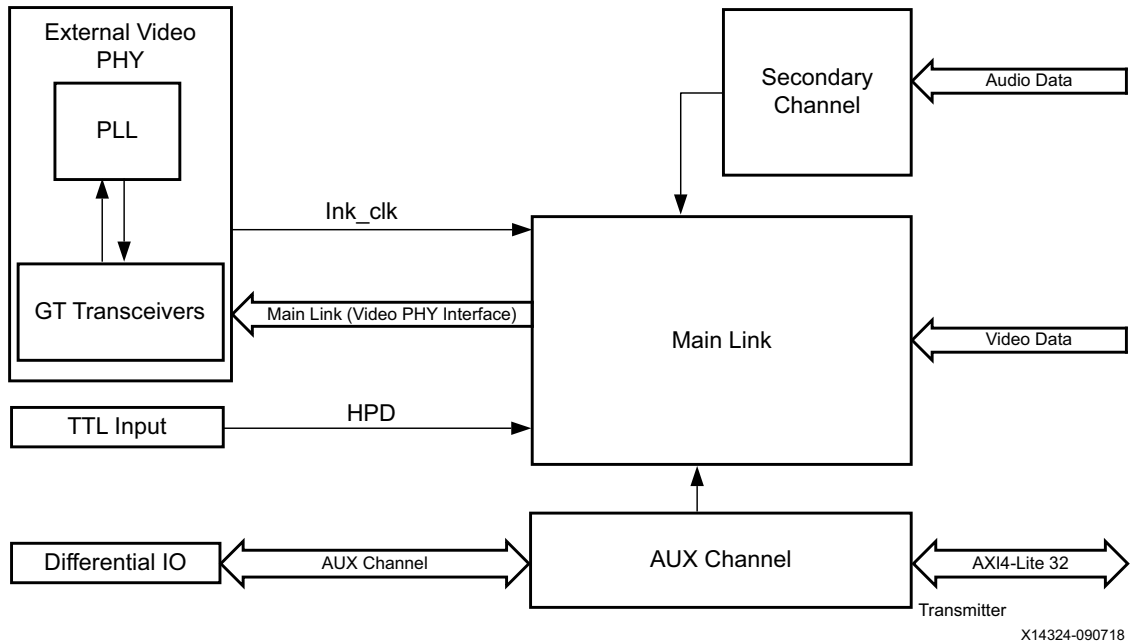 External Video
PHY
PLL
GT Transceivers
lnk_clk
Main Link (Video PHY Interface)
Secondary
Channel
Audio Data
Main Link
Video Data
TTL Input
HPD
Differential IO
AUX Channel
AUX Channel
AXI4-Lite 32
Transmitter
X14324-090718